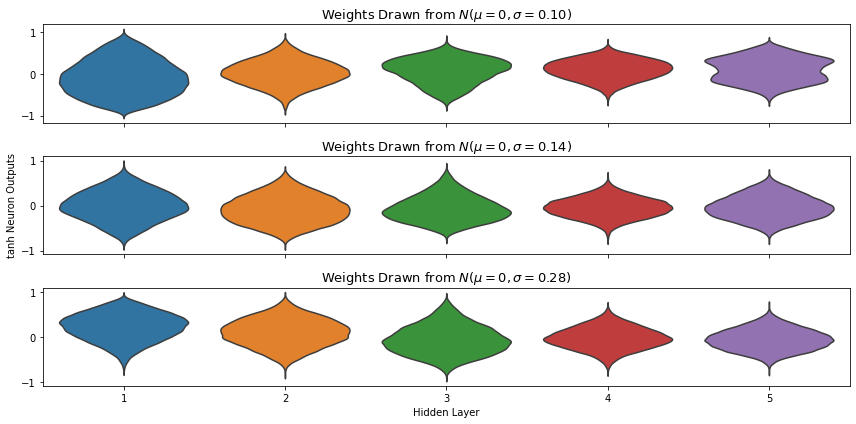 Weights Drawn from N(μ = 0, σ = 0.10)
1
0
−1
Weights Drawn from N(μ = 0, σ = 0.14)
1
0
−1
tanh Neuron Outputs
Weights Drawn from N(μ = 0, σ = 0.28)
1
0
−1
1 2 3 4 5
Hidden Layer